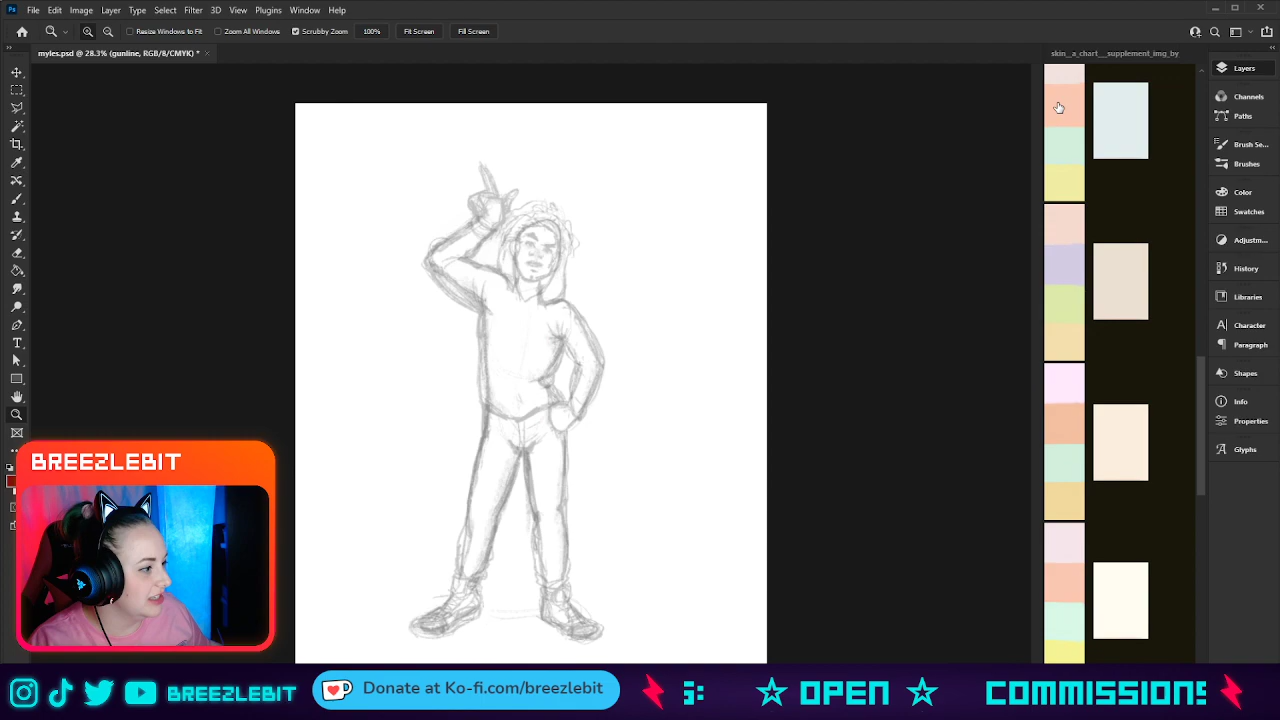 Ps File Edit Image Layer Type Select Filter 3D View Plugins Window Help
Resize Windows to Fit Zoom All Windows Scrubby Zoom 100% Fit Screen Fill Screen
myles.psd @ 28.3% (gunline, RGB/8/CMYK) * ×
skin__a_chart__supplement_img_by
Layers
Channels
Paths
Brush Se...
Brushes
Color
Swatches
Adjustm...
History
Libraries
Character
Paragraph
Shapes
Info
Properties
Glyphs
BREEZLEBIT
BREEZLEBIT
Donate at Ko-fi.com/breezlebit
S: ☆ OPEN ☆ COMMISSIONS